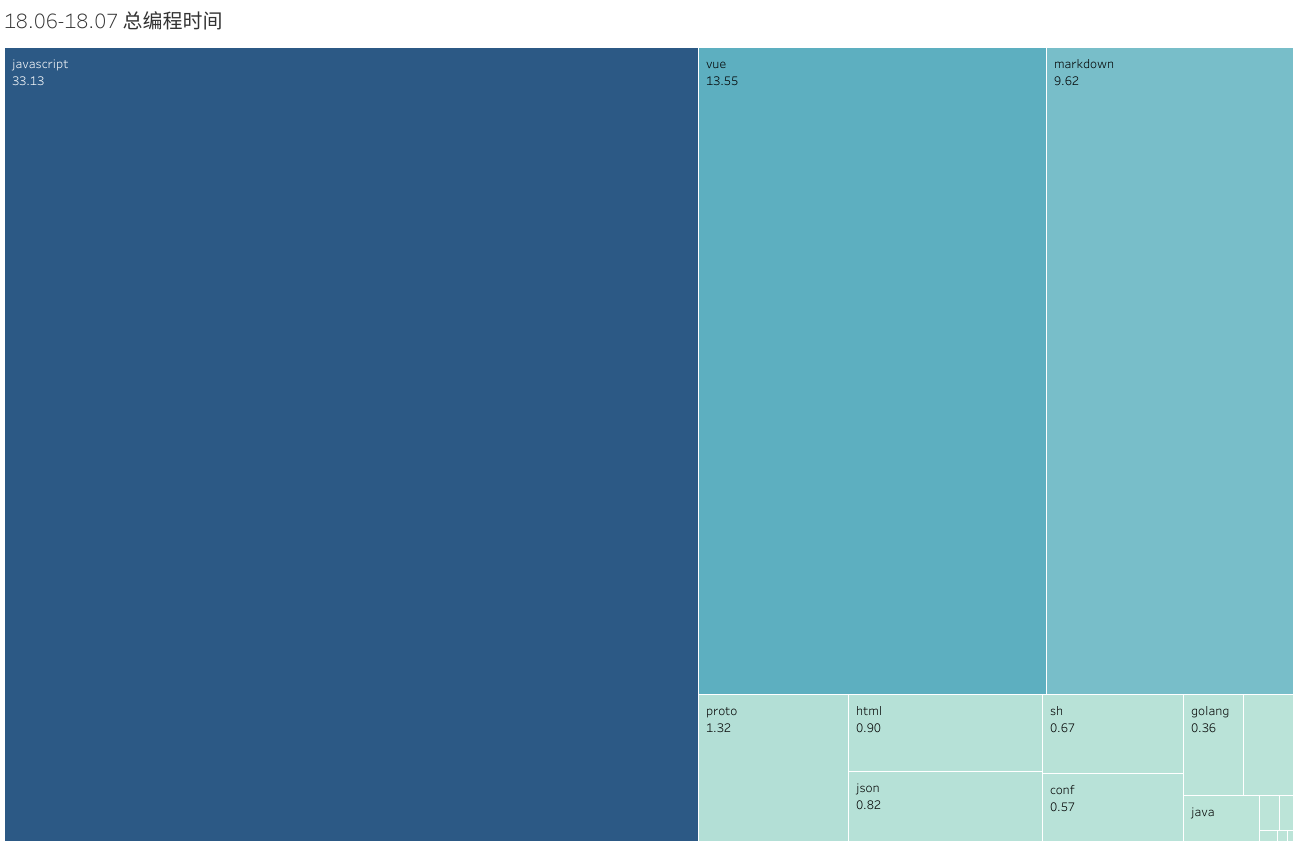 18.06-18.07 总编程时间
javascript
33.13
vue
13.55
markdown
9.62
proto
1.32
html
0.90
json
0.82
sh
0.67
conf
0.57
golang
0.36
java